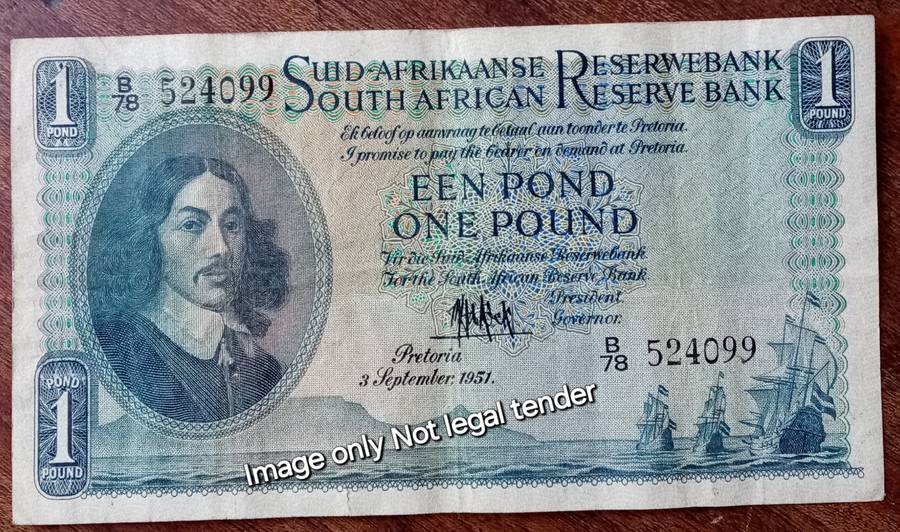 1
POND
B
78 524099
SUID-AFRIKAANSE RESERWEBANK
SOUTH AFRICAN RESERVE BANK
1
POUND
Ek beloof op aanvraag te betaal aan toonder te Pretoria.
I promise to pay the bearer on demand at Pretoria.
EEN POND
ONE POUND
Vir die Suid-Afrikaanse Reserwebank
For the South African Reserve Bank
President
Governor.
Pretoria
3 September 1951.
B
78 524099
POND
1
POUND
Image only Not legal tender